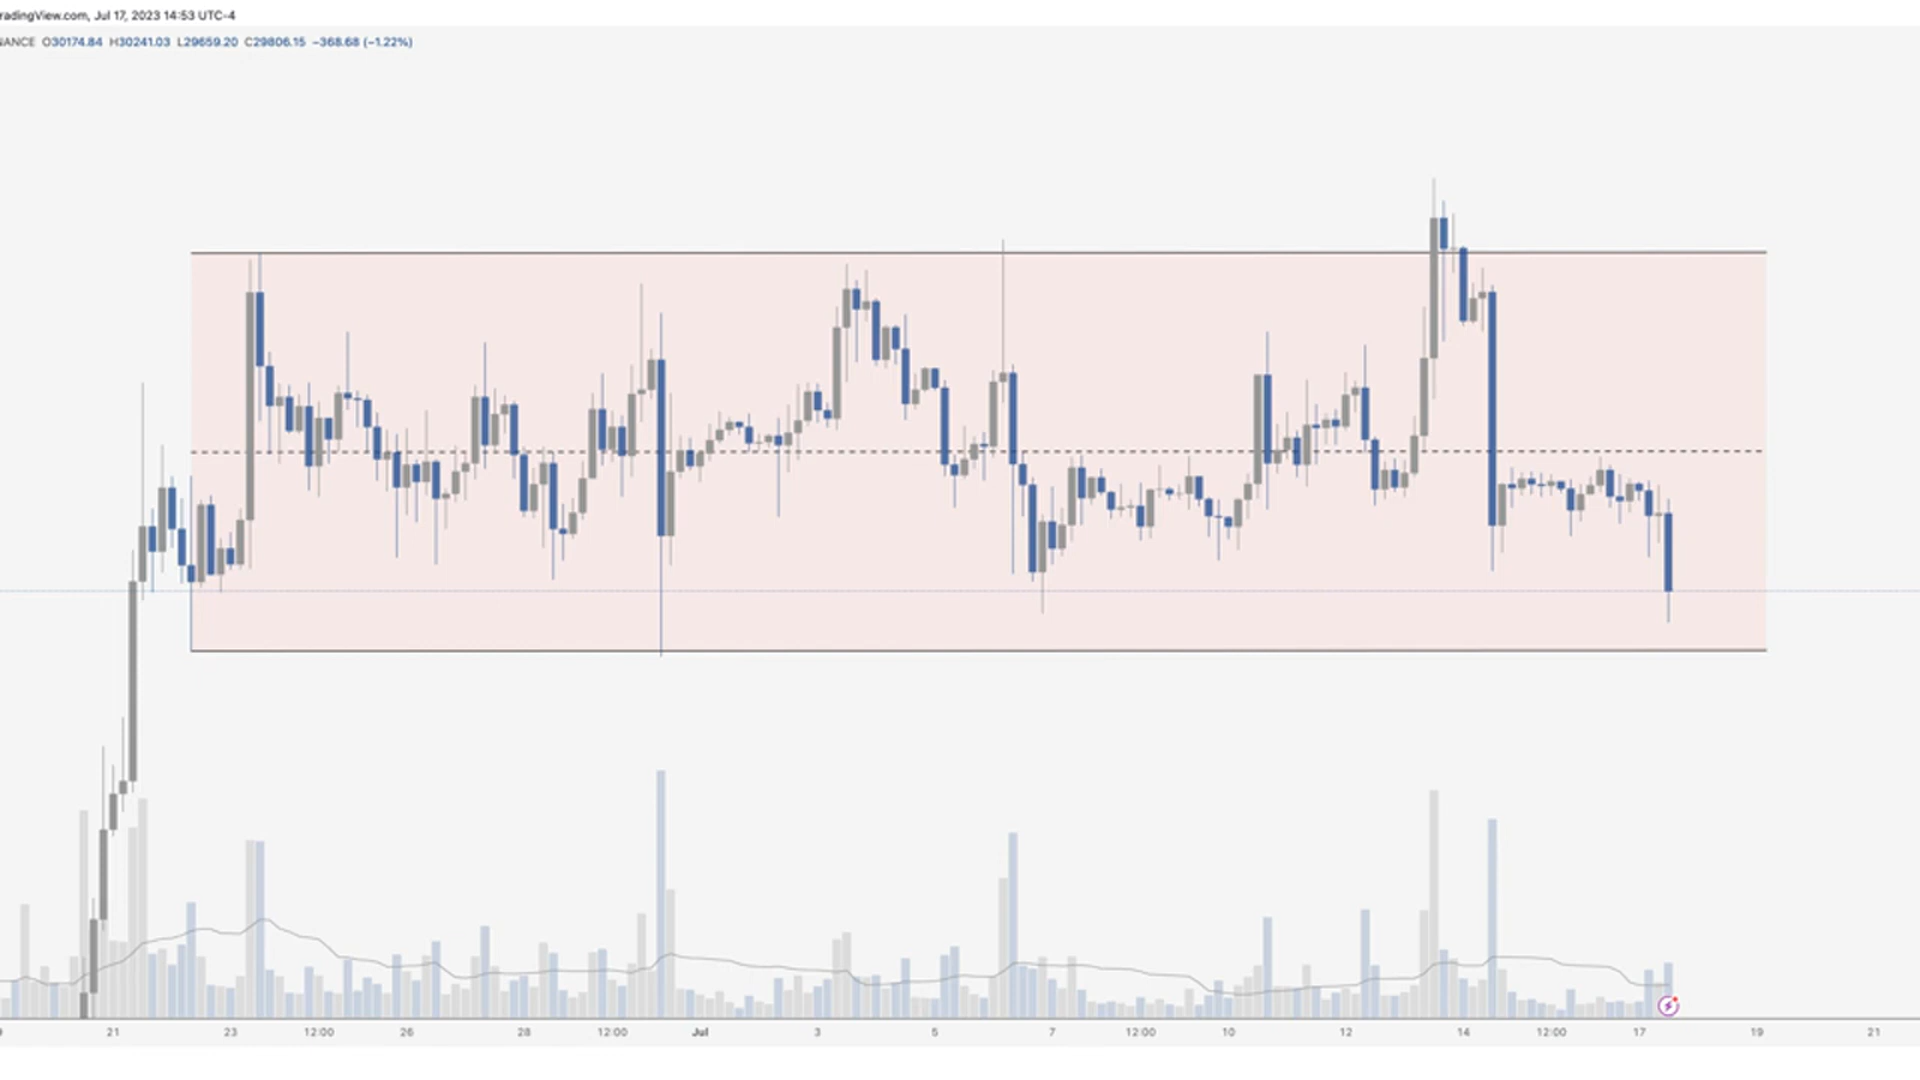 radingView.com, Jul 17, 2023 14:53 UTC-4
NANCE O30174.84 H30241.03 L29659.20 C29806.15 −368.68 (−1.22%)
21 23 12:00 26 28 12:00 Jul 3 5 7 12:00 10 12 14 12:00 17 19 21